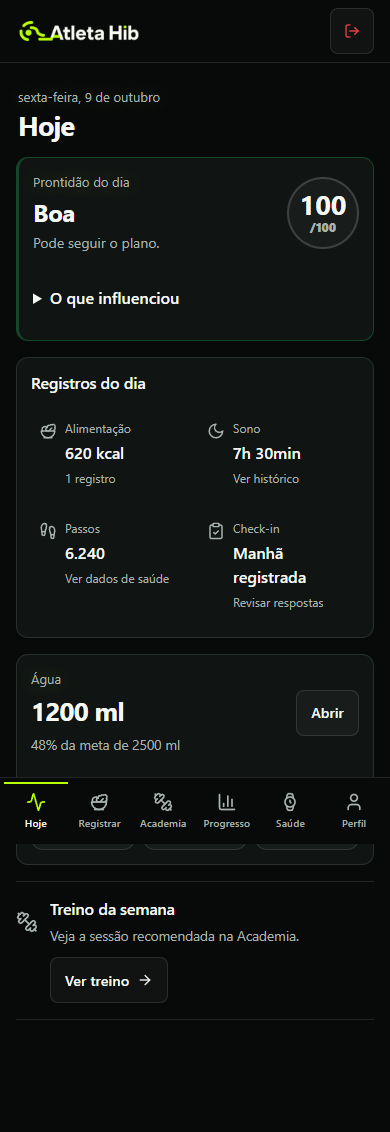 Atleta Hib
sexta-feira, 9 de outubro
Hoje
Prontidão do dia
Boa
Pode seguir o plano.
100
/100
O que influenciou
Registros do dia
Alimentação
620 kcal
1 registro
Sono
7h 30min
Ver histórico
Passos
6.240
Ver dados de saúde
Check-in
Manhã
registrada
Revisar respostas
Água
1200 ml
48% da meta de 2500 ml
Abrir
Hoje
Registrar
Academia
Progresso
Saúde
Perfil
Treino da semana
Veja a sessão recomendada na Academia.
Ver treino